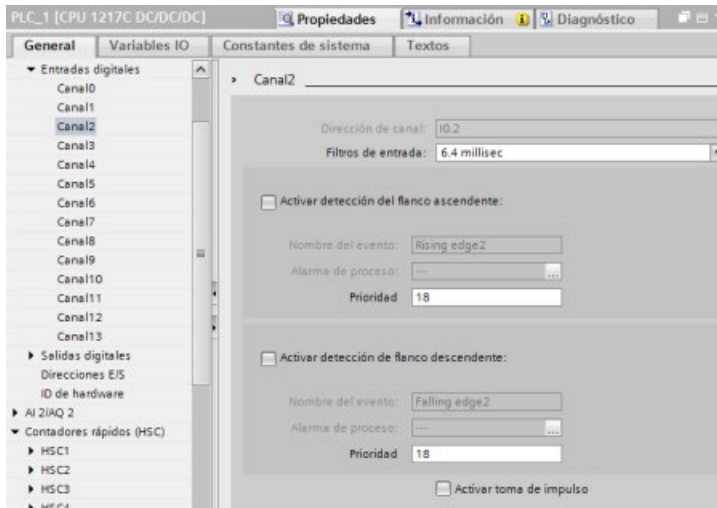 PLC_1 [CPU 1217C DC/DC/DC]
Propiedades
Información
Diagnóstico
General
Variables IO
Constantes de sistema
Textos
Entradas digitales
Canal0
Canal1
Canal2
Canal3
Canal4
Canal5
Canal6
Canal7
Canal8
Canal9
Canal10
Canal11
Canal12
Canal13
Salidas digitales
Direcciones E/S
ID de hardware
AI 2/AQ 2
Contadores rápidos (HSC)
HSC1
HSC2
HSC3
HSC4
Canal2
Dirección de canal: I0.2
Filtros de entrada: 6.4 millisec
Activar detección del flanco ascendente:
Nombre del evento: Rising edge2
Alarma de proceso: --- ...
Prioridad 18
Activar detección de flanco descendente:
Nombre del evento: Falling edge2
Alarma de proceso: --- ...
Prioridad 18
Activar toma de impulso